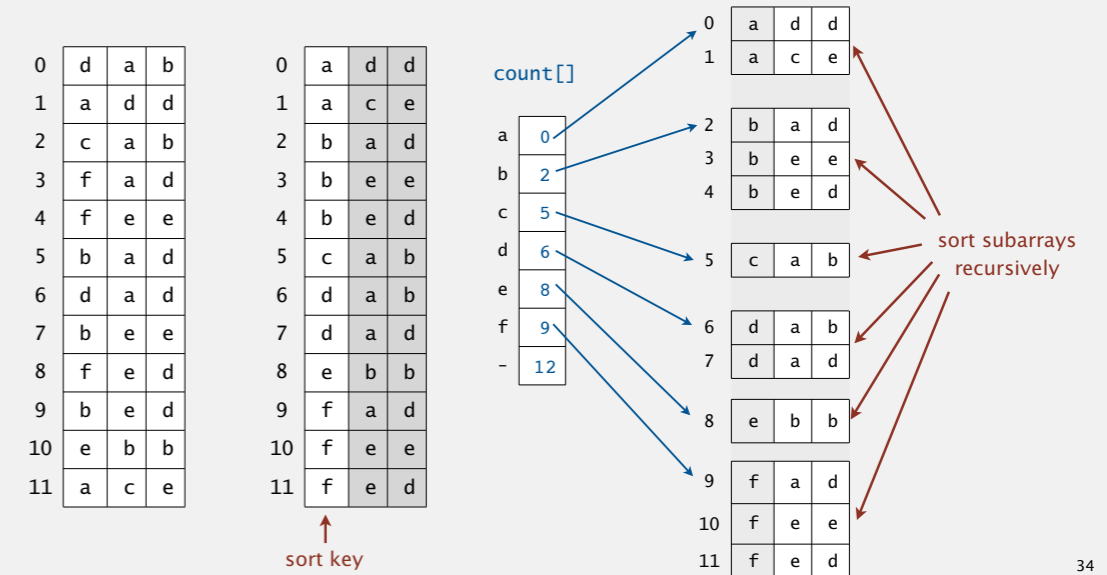 0 d a b
1 a d d
2 c a b
3 f a d
4 f e e
5 b a d
6 d a d
7 b e e
8 f e d
9 b e d
10 e b b
11 a c e
0 a d d
1 a c e
2 b a d
3 b e e
4 b e d
5 c a b
6 d a b
7 d a d
8 e b b
9 f a d
10 f e e
11 f e d
sort key
count[]
a 0
b 2
c 5
d 6
e 8
f 9
- 12
0 a d d
1 a c e
2 b a d
3 b e e
4 b e d
5 c a b
6 d a b
7 d a d
8 e b b
9 f a d
10 f e e
11 f e d
sort subarrays
recursively
34